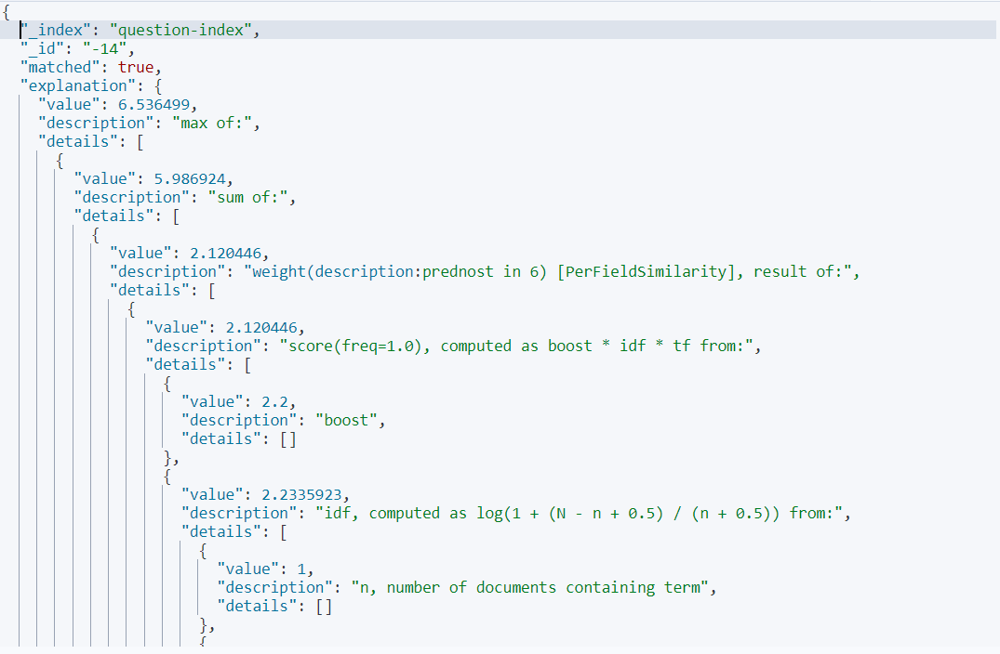 {
"_index": "question-index",
"_id": "-14",
"matched": true,
"explanation": {
"value": 6.536499,
"description": "max of:",
"details": [
{
"value": 5.986924,
"description": "sum of:",
"details": [
{
"value": 2.120446,
"description": "weight(description:prednost in 6) [PerFieldSimilarity], result of:",
"details": [
{
"value": 2.120446,
"description": "score(freq=1.0), computed as boost * idf * tf from:",
"details": [
{
"value": 2.2,
"description": "boost",
"details": []
},
{
"value": 2.2335923,
"description": "idf, computed as log(1 + (N - n + 0.5) / (n + 0.5)) from:",
"details": [
{
"value": 1,
"description": "n, number of documents containing term",
"details": []
},
{